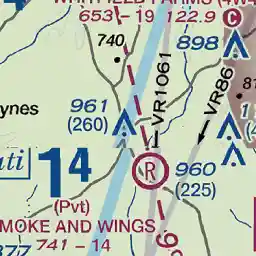 653 - 19 122.9 C
740
898
VR1061
VR86
ynes
961
(260)
14
R
960
(225)
(Pvt)
MOKE AND WINGS
877 741 - 14